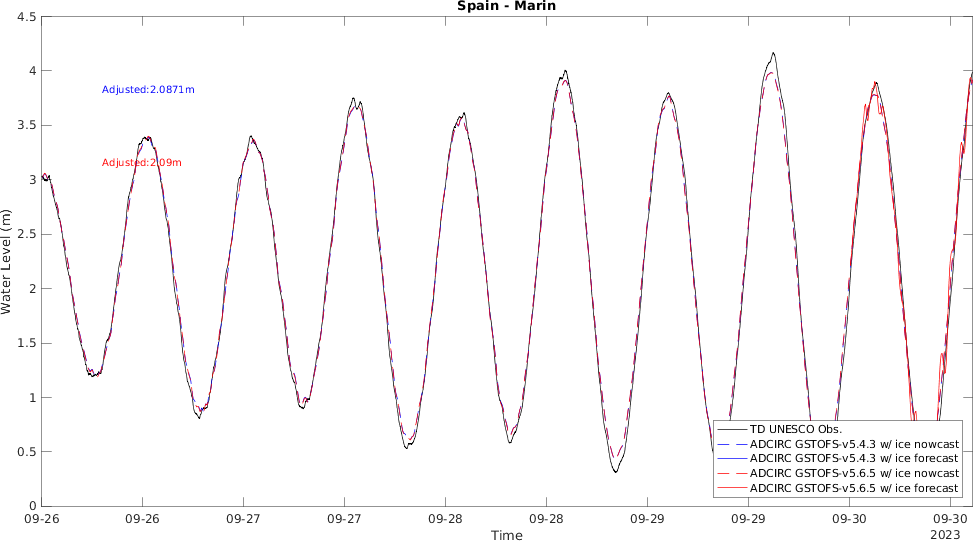 Spain - Marin
4.5
4
3.5
3
2.5
2
1.5
1
0.5
0
Water Level (m)
Adjusted:2.0871m
Adjusted:2.09m
TD UNESCO Obs.
ADCIRC GSTOFS-v5.4.3 w/ ice nowcast
ADCIRC GSTOFS-v5.4.3 w/ ice forecast
ADCIRC GSTOFS-v5.6.5 w/ ice nowcast
ADCIRC GSTOFS-v5.6.5 w/ ice forecast
09-26 09-26 09-27 09-27 09-28 09-28 09-29 09-29 09-30 09-30
2023
Time